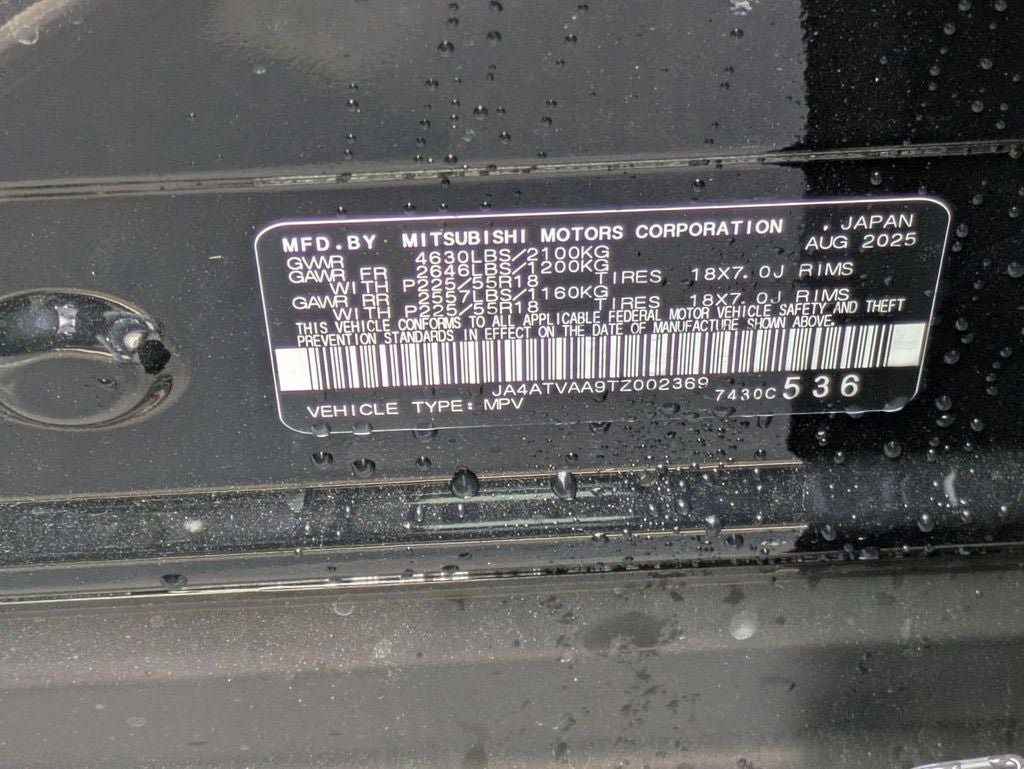 MFD.BY MITSUBISHI MOTORS CORPORATION , JAPAN
AUG 2025
GVWR 4630LBS/2100KG
GAWR FR 2646LBS/1200KG
WITH P225/55R18 TIRES 18X7.0J RIMS
GAWR RR 2557LBS/1160KG
WITH P225/55R18 TIRES 18X7.0J RIMS
THIS VEHICLE CONFORMS TO ALL APPLICABLE FEDERAL MOTOR VEHICLE SAFETY AND THEFT
PREVENTION STANDARDS IN EFFECT ON THE DATE OF MANUFACTURE SHOWN ABOVE.
JA4ATVAA9TZ002369
7430C 536
VEHICLE TYPE: MPV